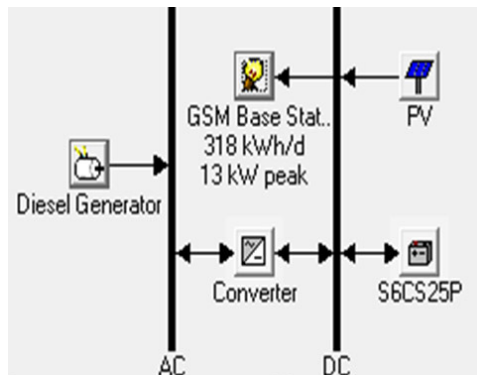 GSM Base Stat..
318 kWh/d
13 kW peak
PV
Diesel Generator
Converter
S6CS25P
AC
DC